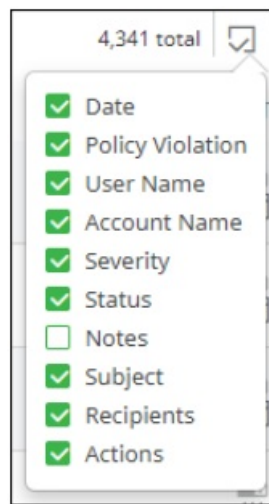 4,341 total
Date
Policy Violation
User Name
Account Name
Severity
Status
Notes
Subject
Recipients
Actions